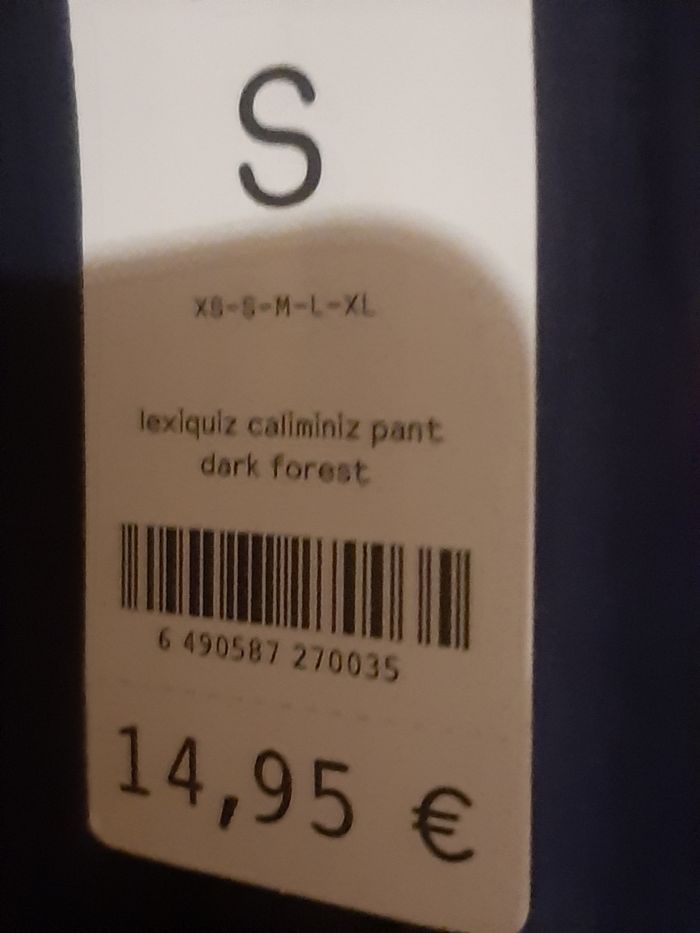 S
XS-S-M-L-XL
lexiquiz caliminiz pant
dark forest
6 490587 270035
14,95 €